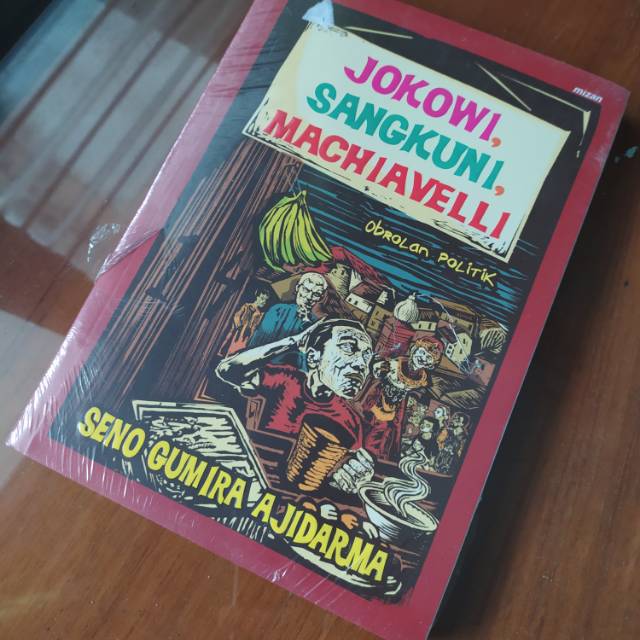 mizan
JOKOWI,
SANGKUNI,
MACHIAVELLI
OBROLAN POLITIK
SENO GUMIRA AJIDARMA